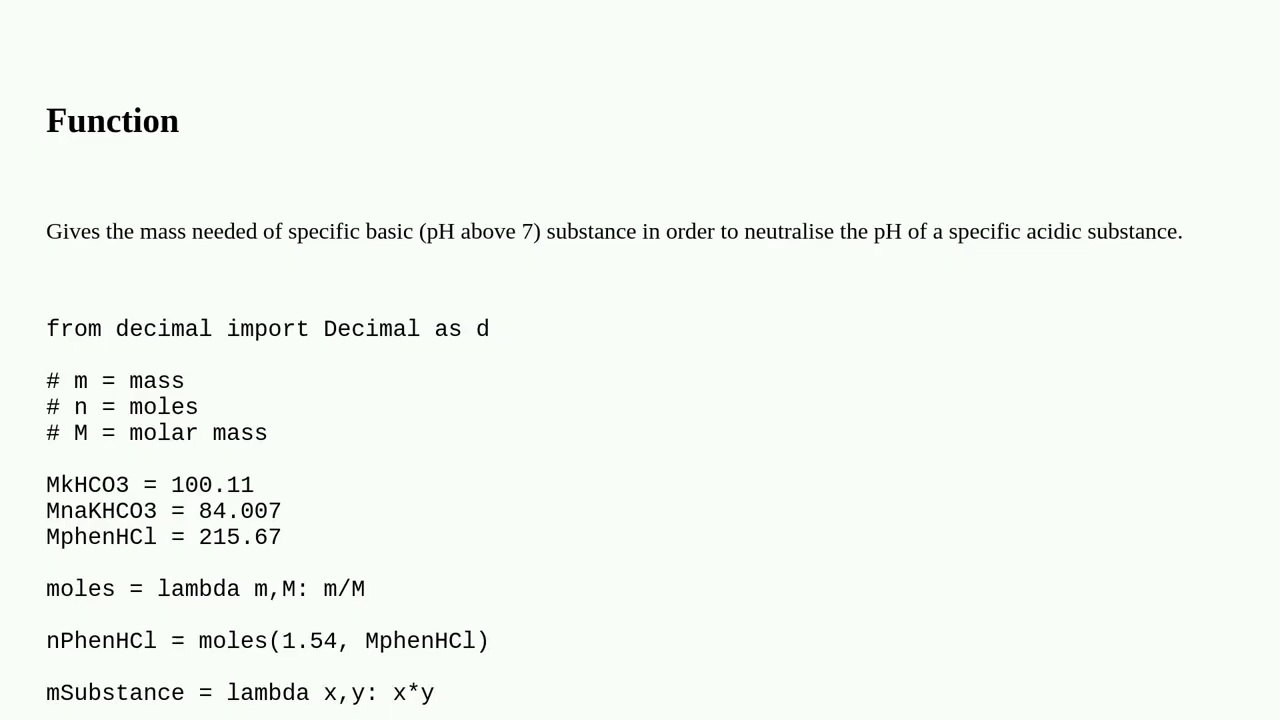 Function
Gives the mass needed of specific basic (pH above 7) substance in order to neutralise the pH of a specific acidic substance.
from decimal import Decimal as d
# m = mass
# n = moles
# M = molar mass
MkHCO3 = 100.11
MnaKHCO3 = 84.007
MphenHCl = 215.67
moles = lambda m,M: m/M
nPhenHCl = moles(1.54, MphenHCl)
mSubstance = lambda x,y: x*y